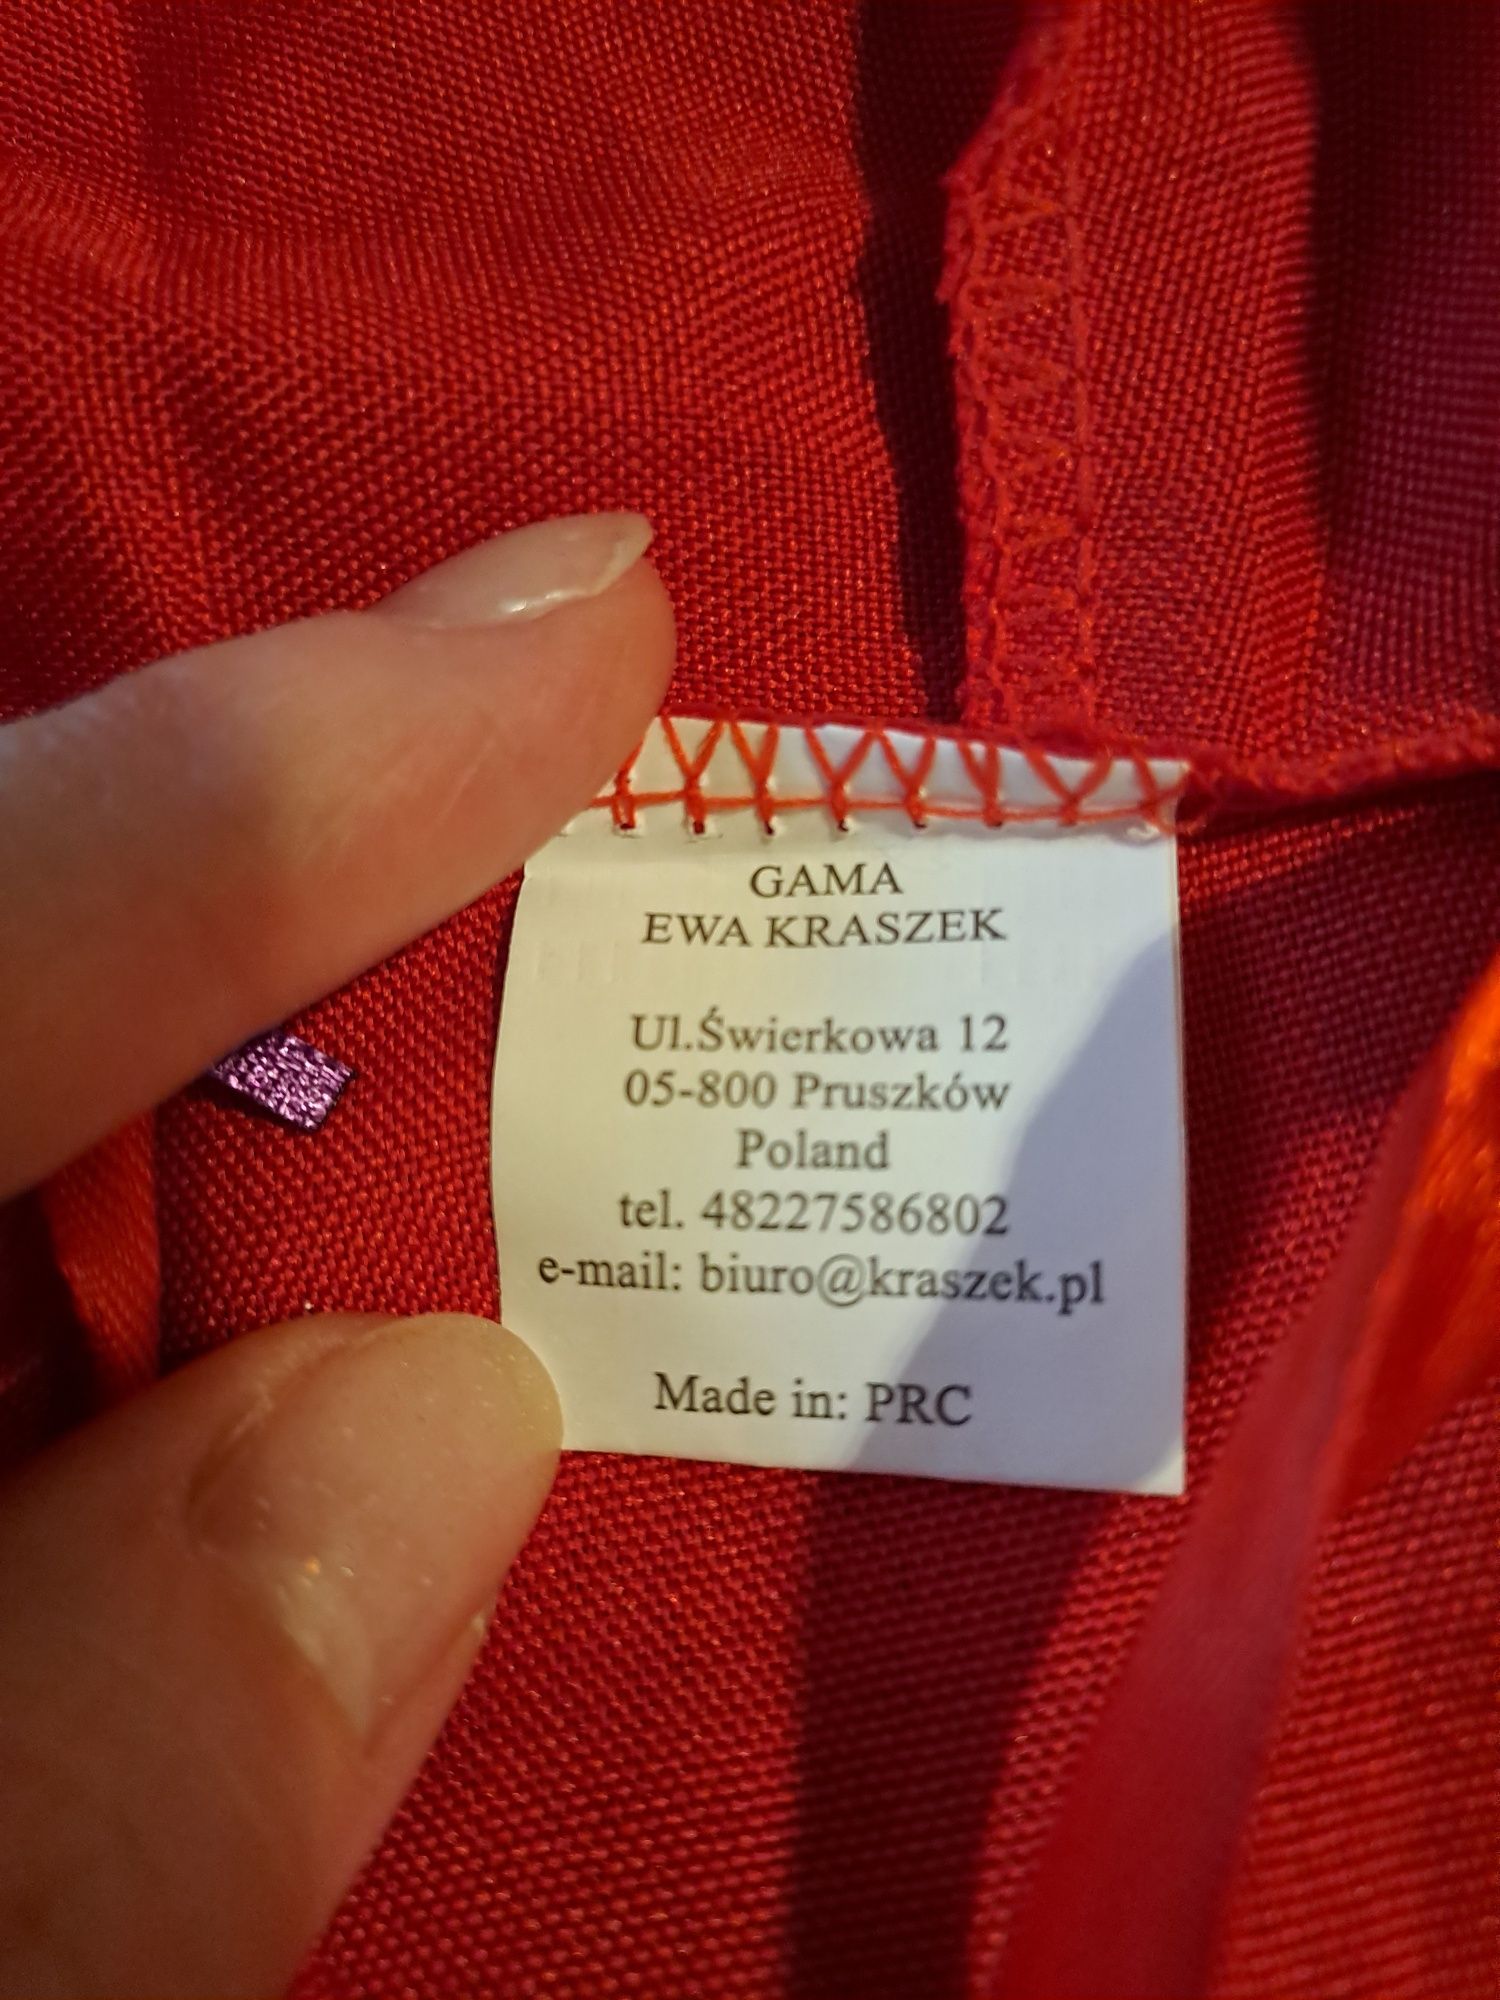 GAMA
EWA KRASZEK
Ul.Świerkowa 12
05-800 Pruszków
Poland
tel. 48227586802
e-mail: biuro@kraszek.pl
Made in: PRC